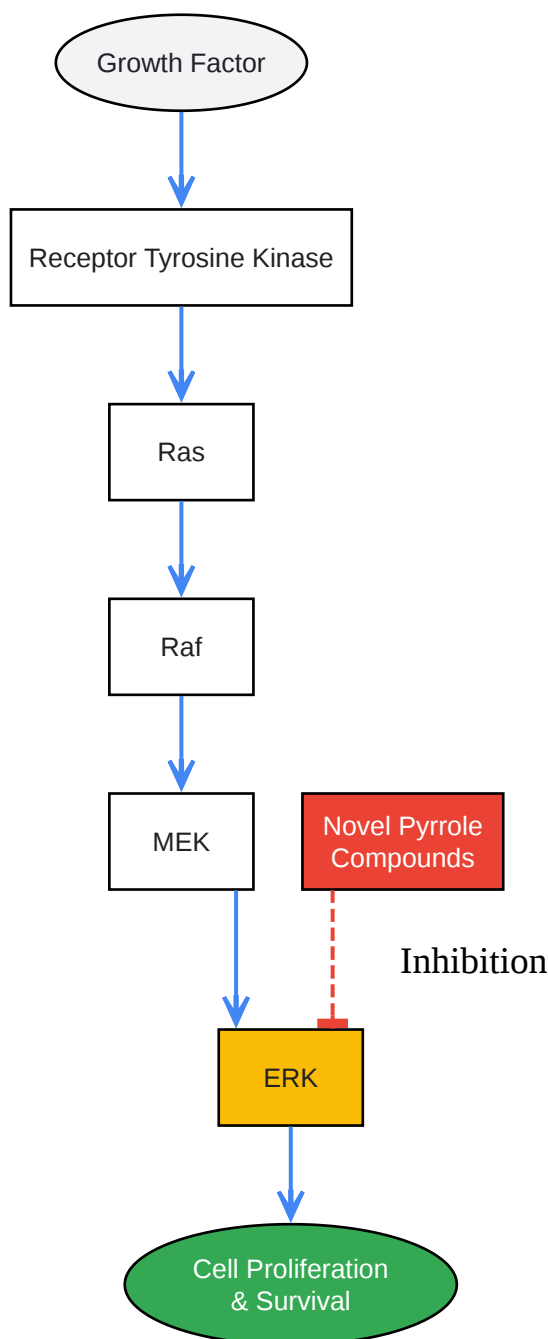 Growth Factor
Receptor Tyrosine Kinase
Ras
Raf
MEK
Novel Pyrrole
Compounds
Inhibition
ERK
Cell Proliferation
& Survival